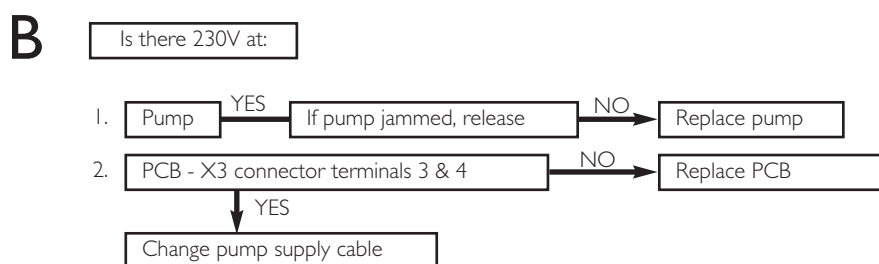 B
Is there 230V at:
1. Pump YES If pump jammed, release NO Replace pump
2. PCB - X3 connector terminals 3 & 4 NO Replace PCB
YES
Change pump supply cable